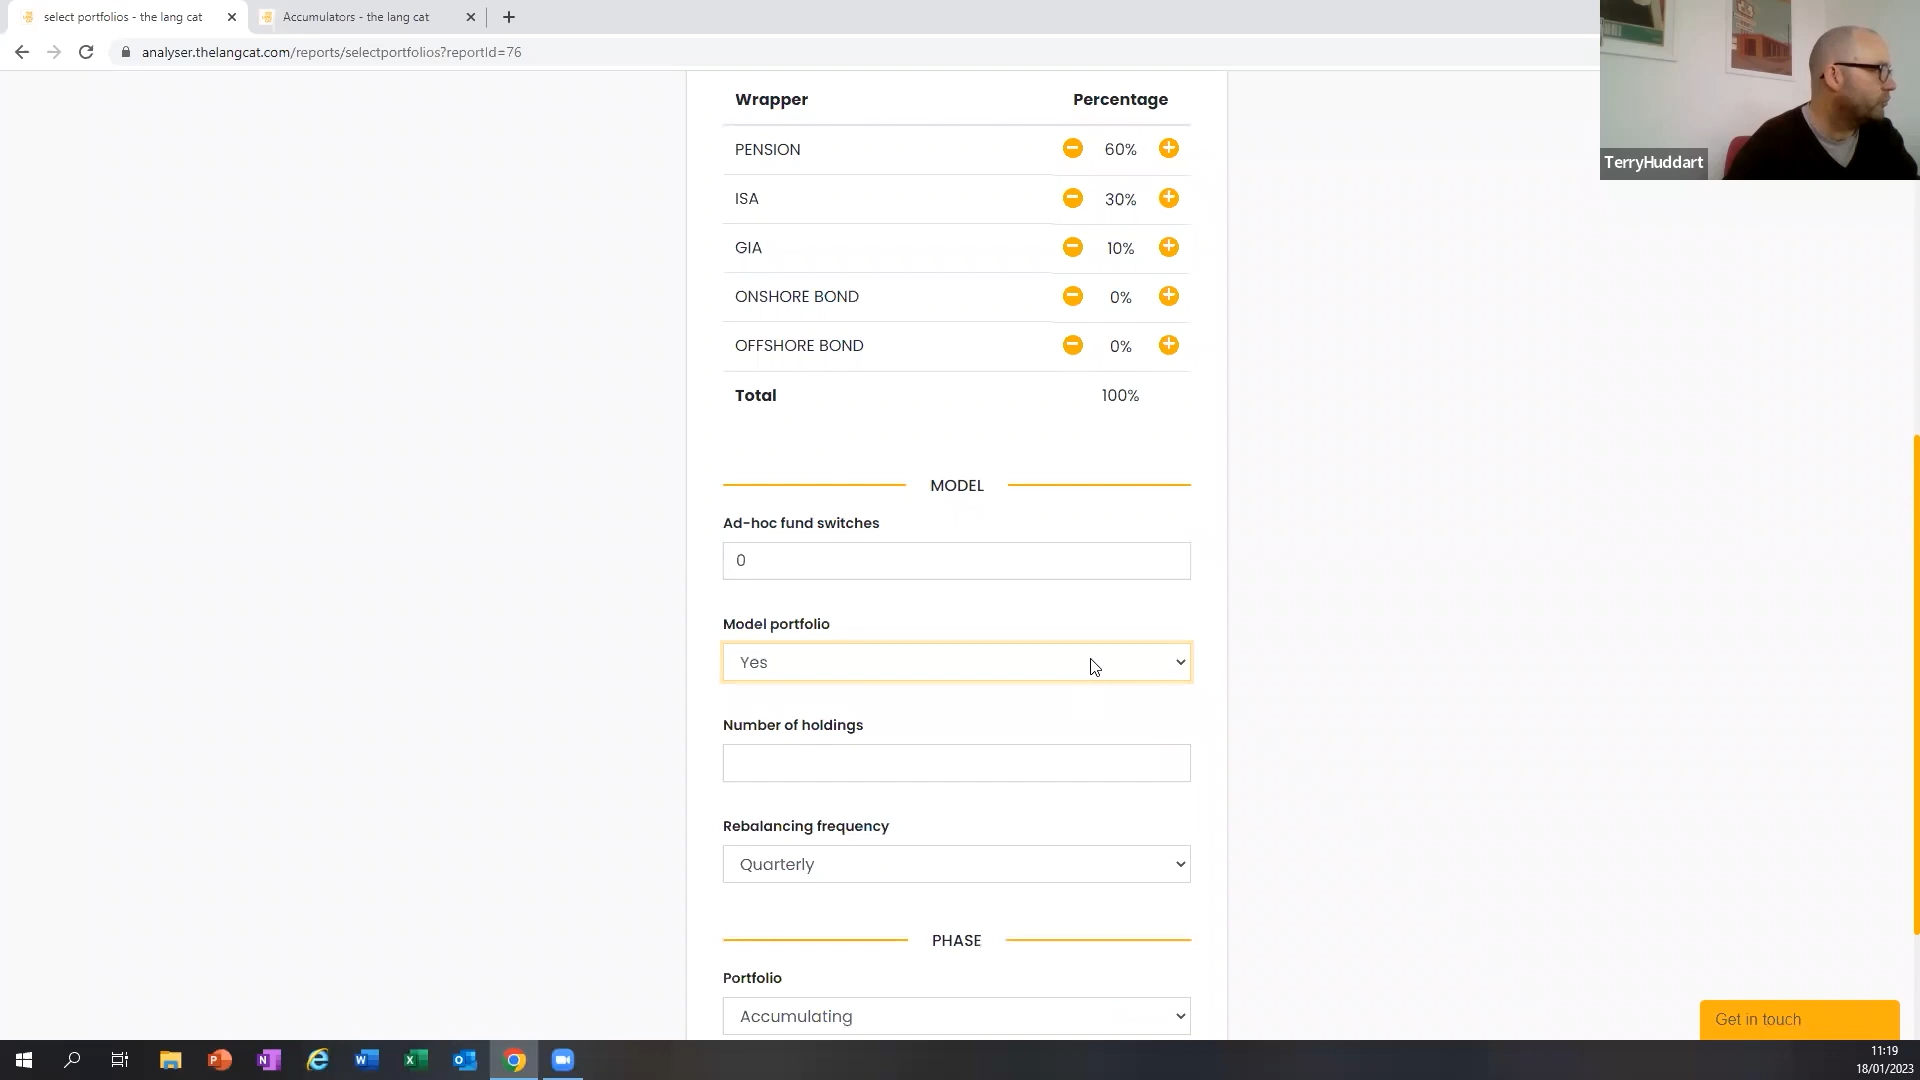 select portfolios - the lang cat
Accumulators - the lang cat
analyser.thelangcat.com/reports/selectportfolios?reportId=76
TerryHuddart
Wrapper Percentage
PENSION 60%
ISA 30%
GIA 10%
ONSHORE BOND 0%
OFFSHORE BOND 0%
Total 100%
MODEL
Ad-hoc fund switches
0
Model portfolio
Yes
Number of holdings
Rebalancing frequency
Quarterly
PHASE
Portfolio
Accumulating
Get in touch
11:19
18/01/2023